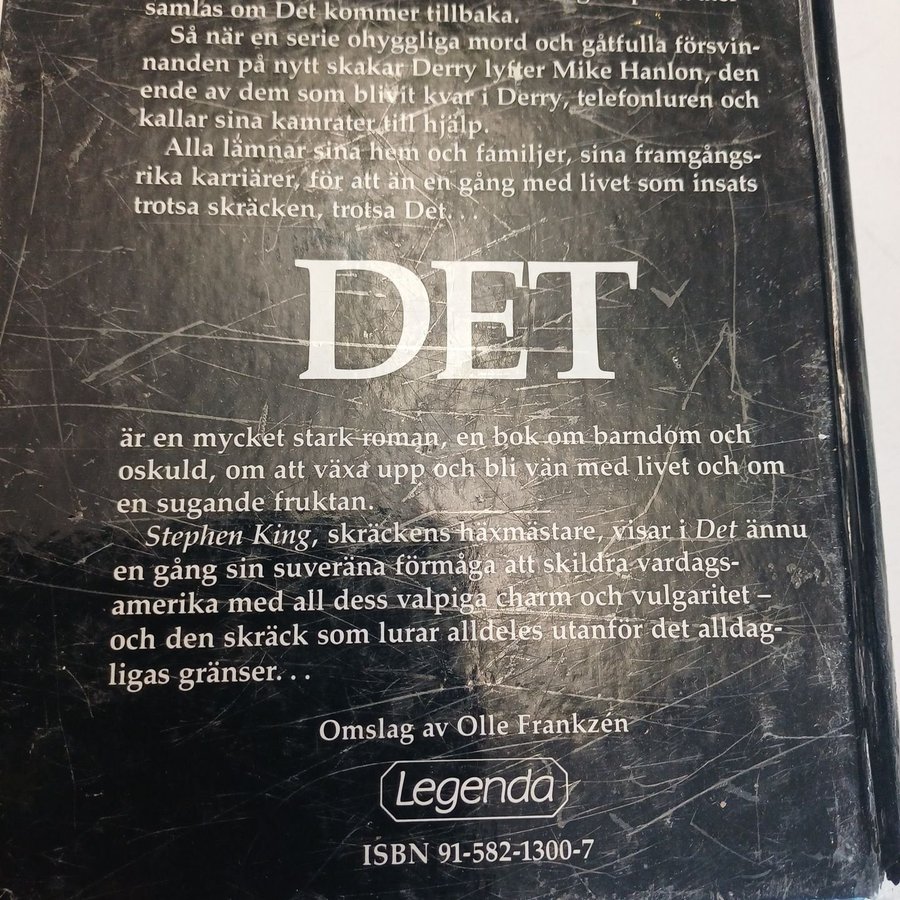 samlas om Det kommer tillbaka.
Så när en serie ohyggliga mord och gåtfulla försvin-
nanden på nytt skakar Derry lyfter Mike Hanlon, den
ende av dem som blivit kvar i Derry, telefonluren och
kallar sina kamrater till hjälp.
Alla lämnar sina hem och familjer, sina framgångs-
rika karriärer, för att än en gång med livet som insats
trotsa skräcken, trotsa Det. . .
DET
är en mycket stark roman, en bok om barndom och
oskuld, om att växa upp och bli vän med livet och om
en sugande fruktan.
Stephen King, skräckens häxmästare, visar i Det ännu
en gång sin suveräna förmåga att skildra vardags-
amerika med all dess valpiga charm och vulgaritet –
och den skräck som lurar alldeles utanför det alldag-
ligas gränser. . .
Omslag av Olle Frankzén
Legenda
ISBN 91-582-1300-7